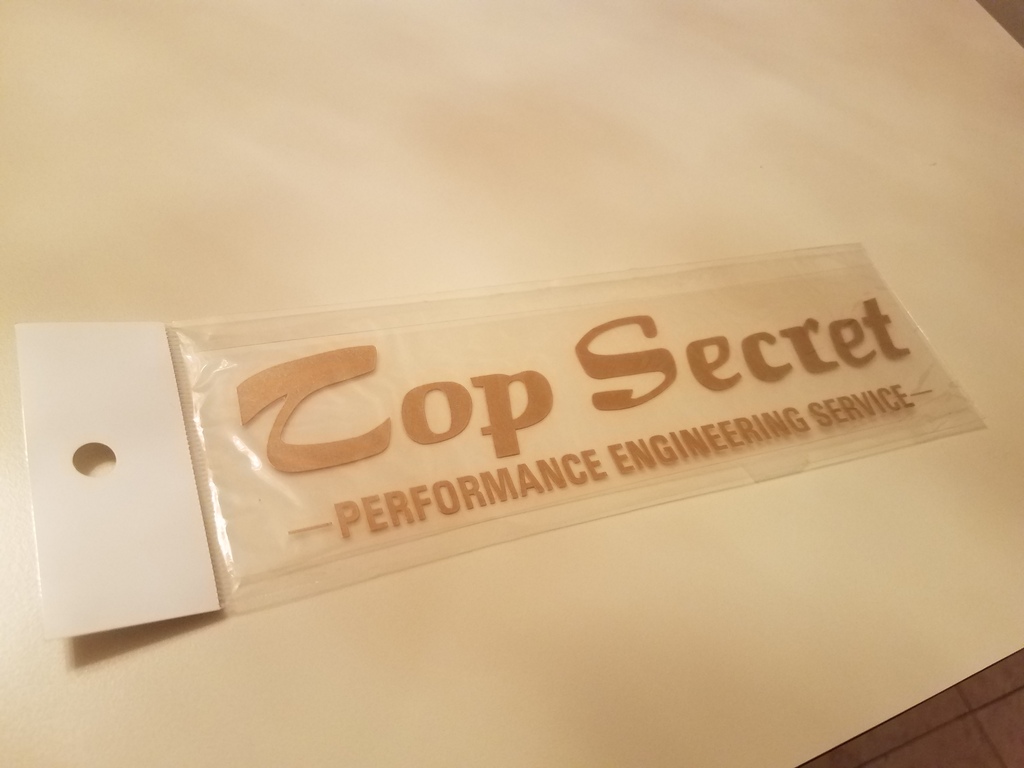 Top Secret
—PERFORMANCE ENGINEERING SERVICE—